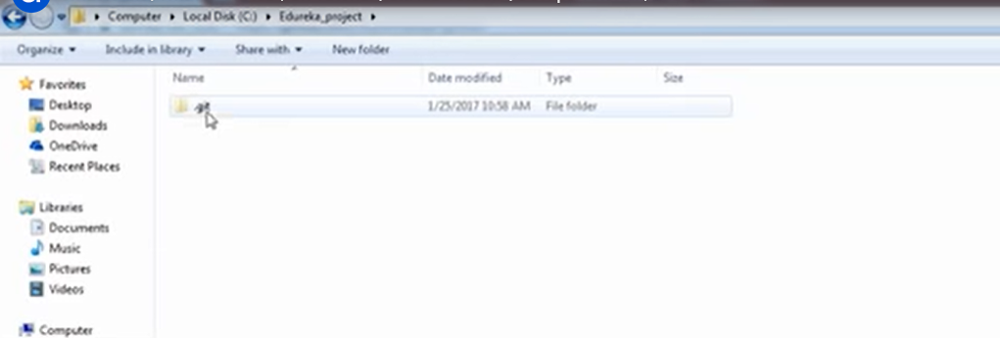 Computer ▸ Local Disk (C:) ▸ Edureka_project ▸
Organize ▾ Include in library ▾ Share with ▾ New folder
Name Date modified Type Size
Favorites
.git 1/25/2017 10:58 AM File folder
Desktop
Downloads
OneDrive
Recent Places
Libraries
Documents
Music
Pictures
Videos
Computer